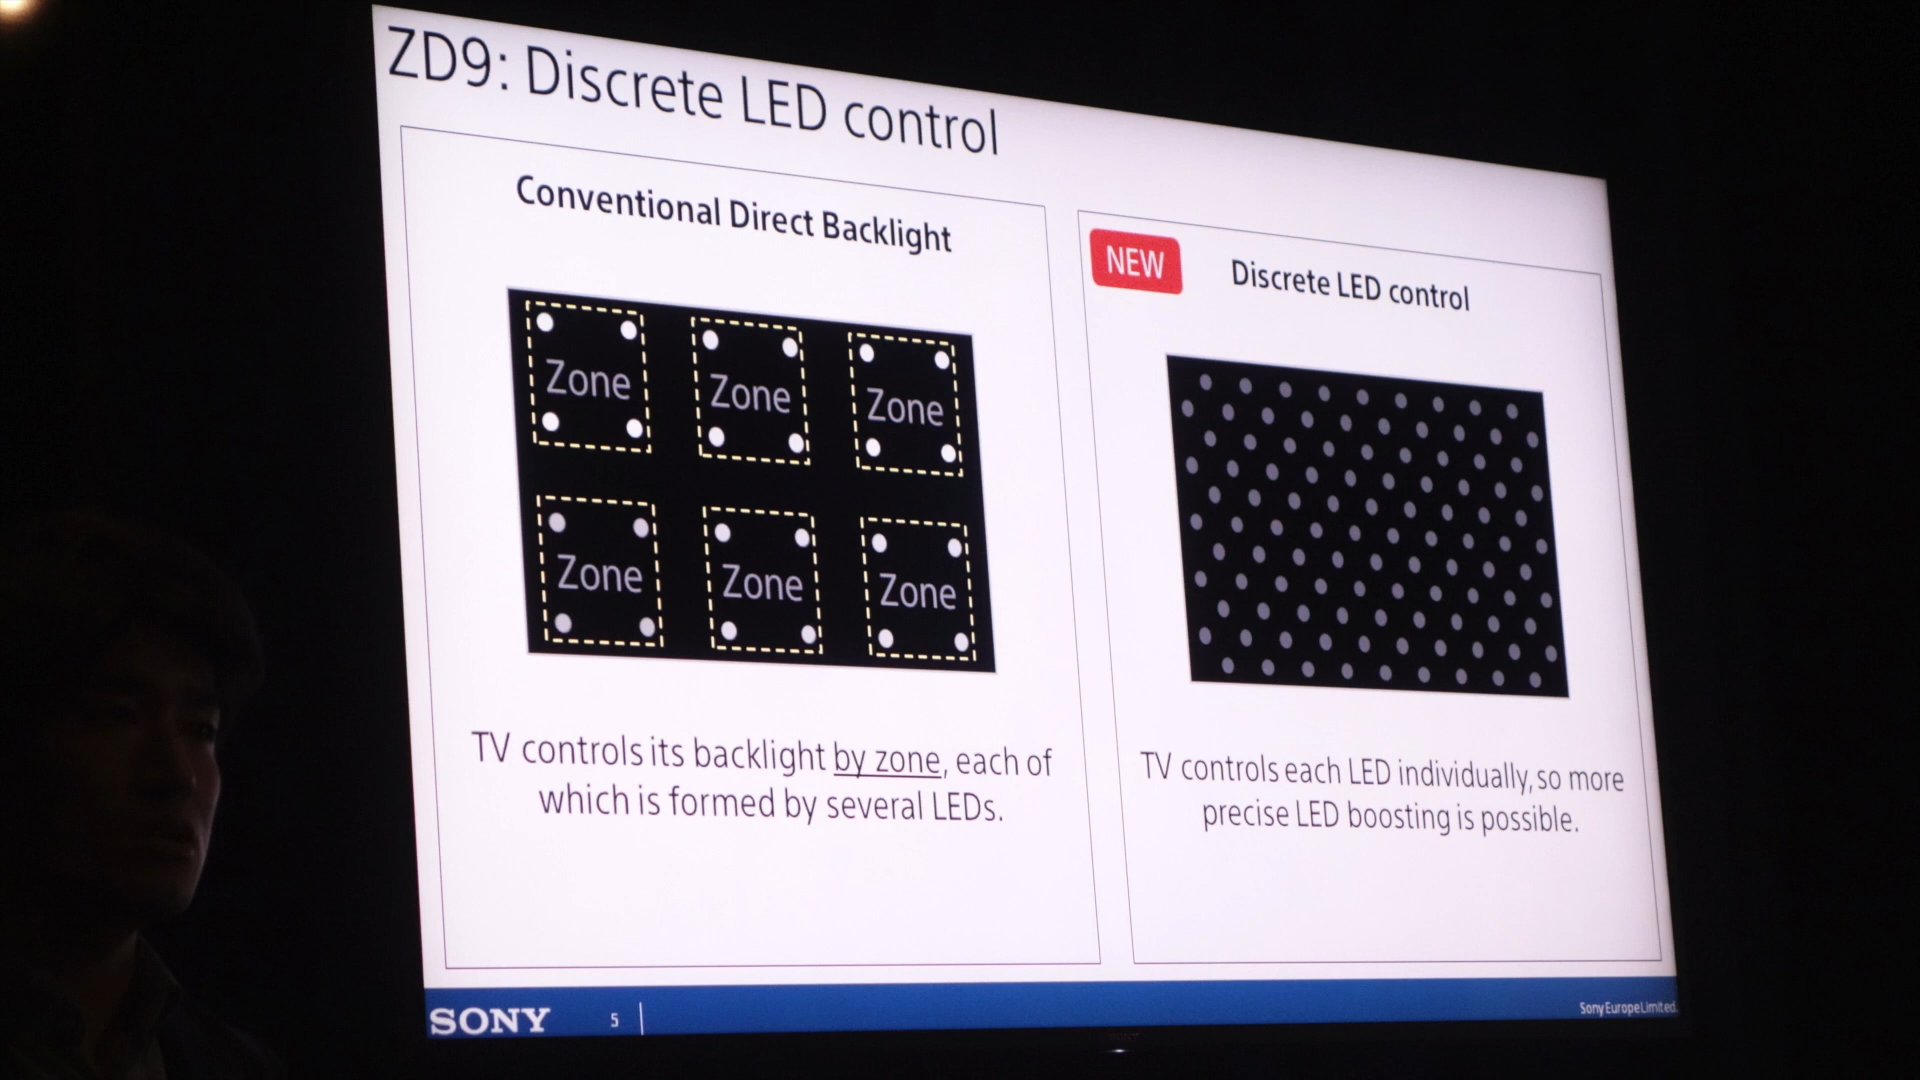 ZD9: Discrete LED control
Conventional Direct Backlight
Zone Zone Zone
Zone Zone Zone
TV controls its backlight by zone, each of
which is formed by several LEDs.
NEW
Discrete LED control
TV controls each LED individually, so more
precise LED boosting is possible.
SONY 5
Sony Europe Limited.